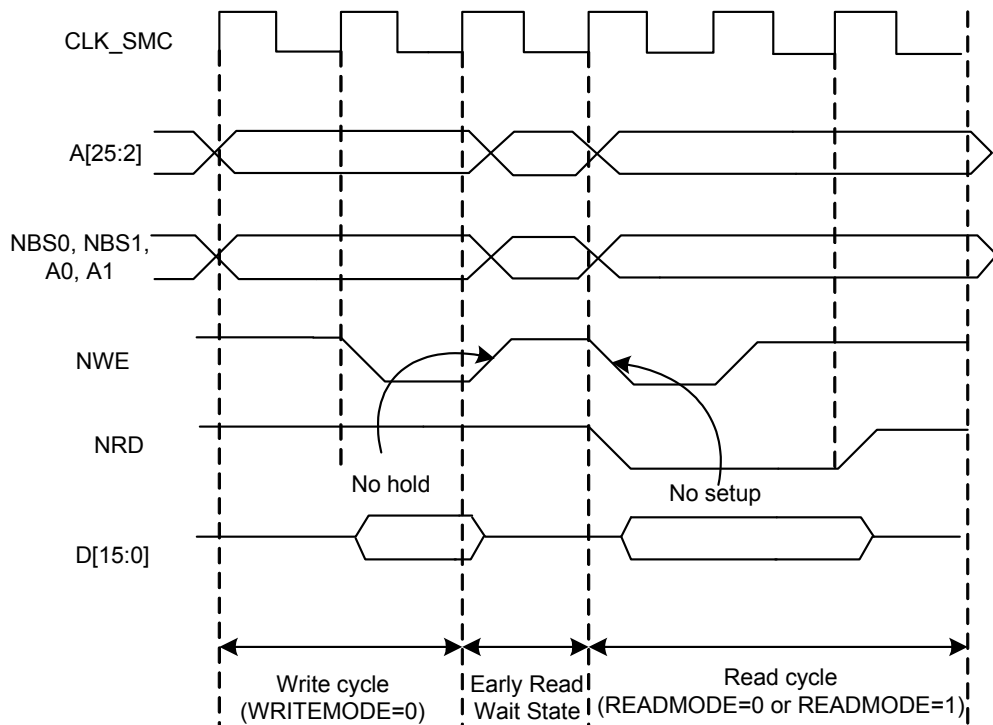 CLK_SMC
A[25:2]
NBS0, NBS1,
A0, A1
NWE
NRD
No hold
No setup
D[15:0]
Write cycle
(WRITEMODE=0)
Early Read
Wait State
Read cycle
(READMODE=0 or READMODE=1)